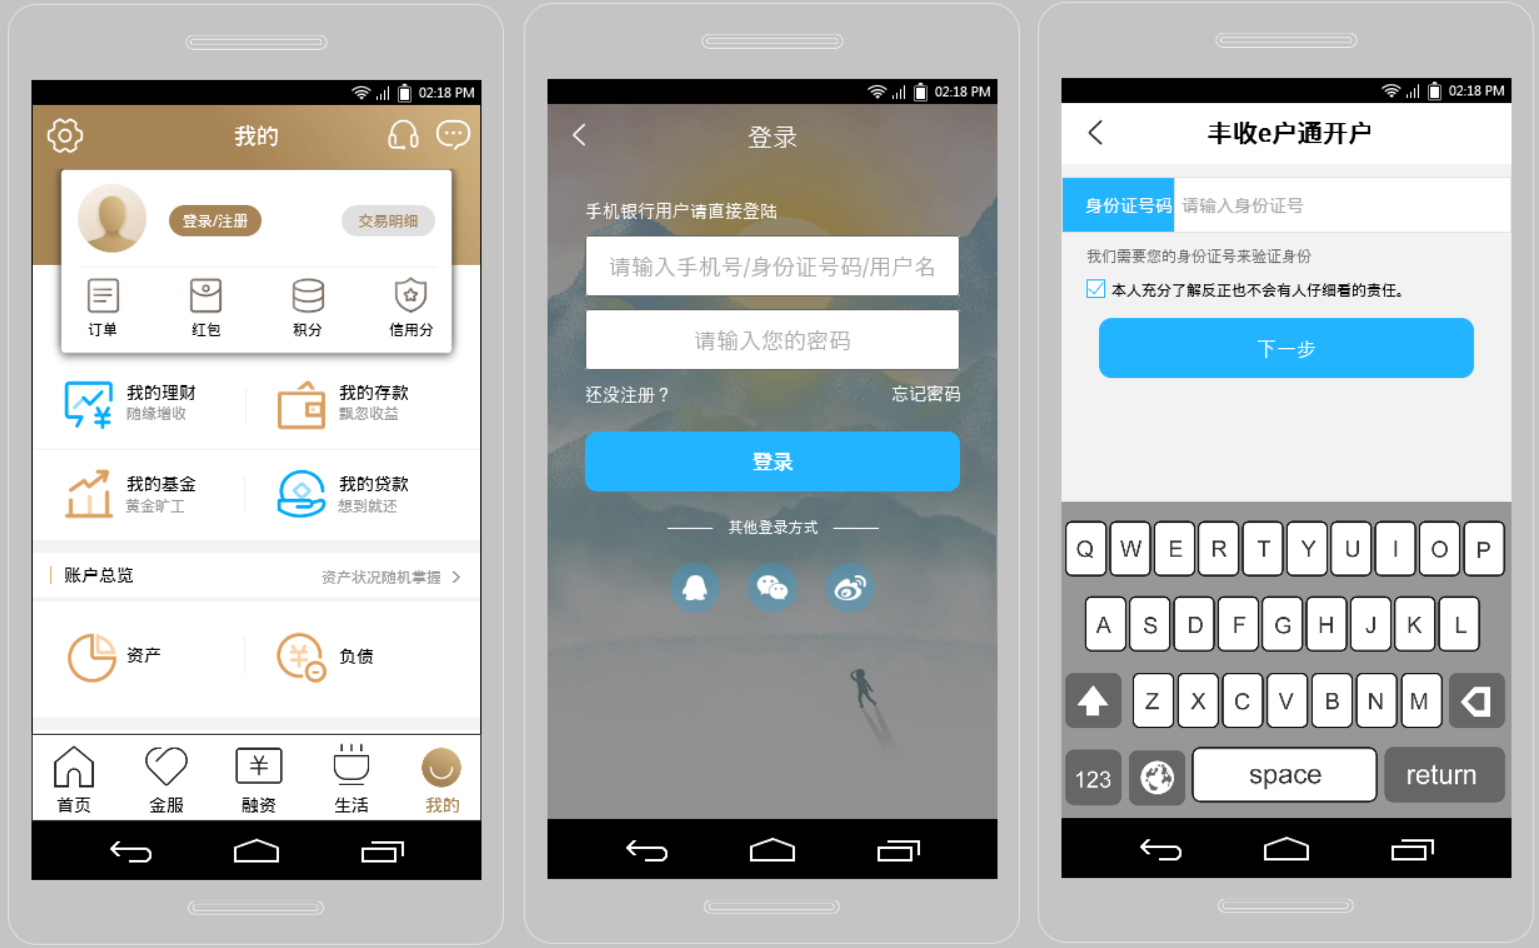 02:18 PM
我的
登录/注册
交易明细
订单
红包
积分
信用分
我的理财
随缘增收
我的存款
飘忽收益
我的基金
黄金旷工
我的贷款
想到就还
账户总览
资产状况随机掌握
资产
负债
首页
金服
融资
生活
我的
02:18 PM
登录
手机银行用户请直接登陆
请输入手机号/身份证号码/用户名
请输入您的密码
还没注册？
忘记密码
登录
其他登录方式
02:18 PM
丰收e户通开户
身份证号码
请输入身份证号
我们需要您的身份证号来验证身份
本人充分了解反正也不会有人仔细看的责任。
下一步
Q W E R T Y U I O P
A S D F G H J K L
Z X C V B N M
123
space
return